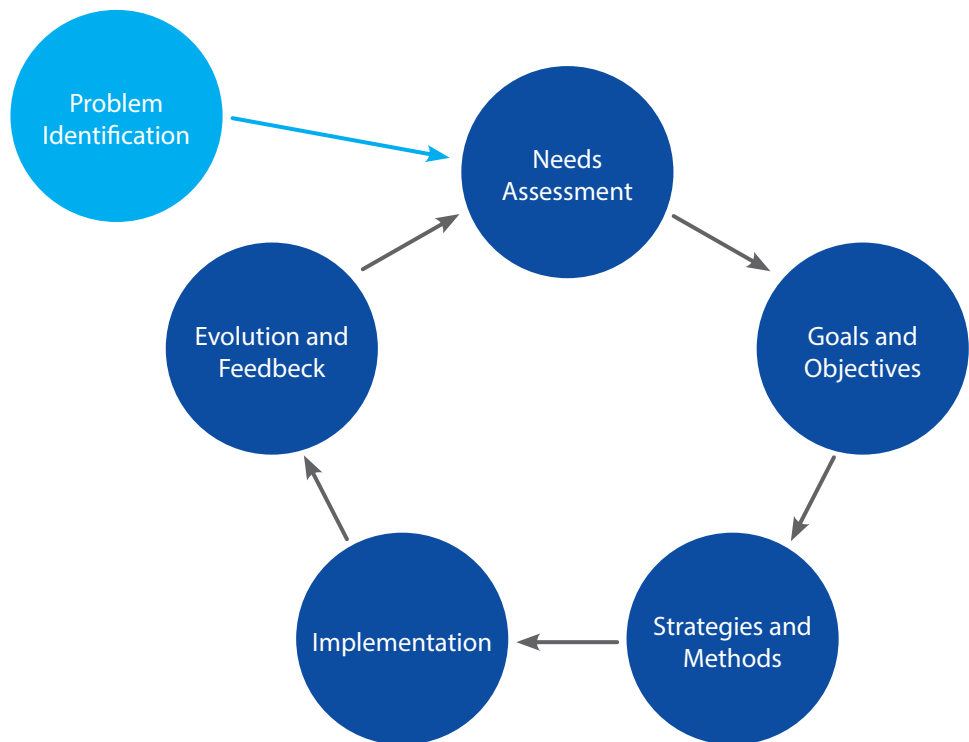 Problem
Identification
Needs
Assessment
Goals and
Objectives
Strategies and
Methods
Implementation
Evolution and
Feedbeck